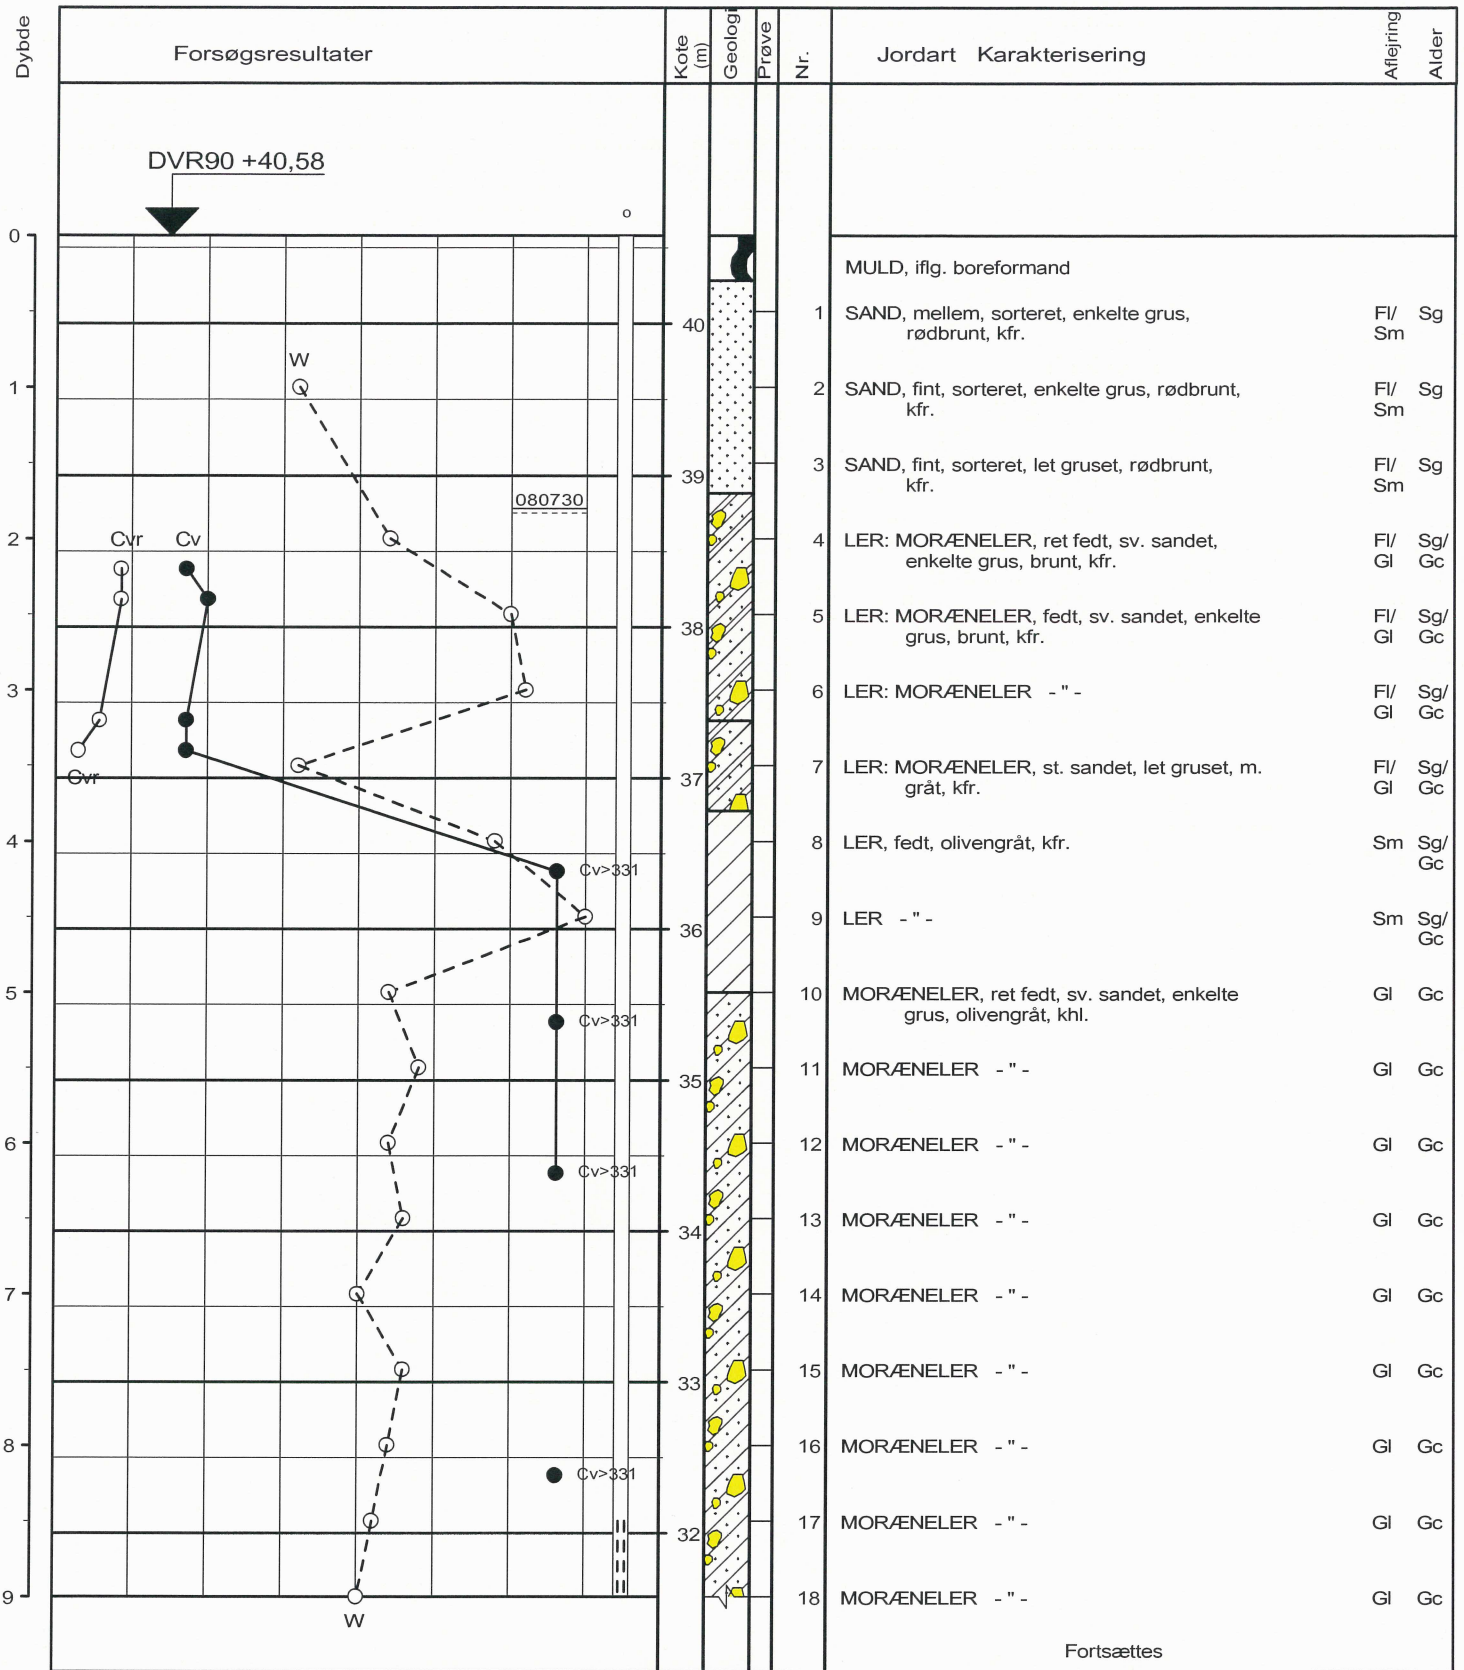 Dybde
Forsøgsresultater
Kote (m)
Geologi
Prøve
Nr.
Jordart Karakterisering
Aflejring
Alder
DVR90 +40,58
o
0
MULD, iflg. boreformand
1 SAND, mellem, sorteret, enkelte grus, Fl/ Sg
rødbrunt, kfr. Sm
40
W
1
2 SAND, fint, sorteret, enkelte grus, rødbrunt, Fl/ Sg
kfr. Sm
3 SAND, fint, sorteret, let gruset, rødbrunt, Fl/ Sg
kfr. Sm
39
080730
Cvr Cv
2
4 LER: MORÆNELER, ret fedt, sv. sandet, Fl/ Sg/
enkelte grus, brunt, kfr. Gl Gc
5 LER: MORÆNELER, fedt, sv. sandet, enkelte Fl/ Sg/
grus, brunt, kfr. Gl Gc
38
3
6 LER: MORÆNELER - " - Fl/ Sg/
Gl Gc
7 LER: MORÆNELER, st. sandet, let gruset, m. Fl/ Sg/
gråt, kfr. Gl Gc
Cvr
37
4
8 LER, fedt, olivengråt, kfr. Sm Sg/
Gc
Cv>331
9 LER - " - Sm Sg/
Gc
36
5
10 MORÆNELER, ret fedt, sv. sandet, enkelte Gl Gc
grus, olivengråt, khl.
Cv>331
11 MORÆNELER - " - Gl Gc
35
6
12 MORÆNELER - " - Gl Gc
Cv>331
13 MORÆNELER - " - Gl Gc
34
7
14 MORÆNELER - " - Gl Gc
15 MORÆNELER - " - Gl Gc
33
8
16 MORÆNELER - " - Gl Gc
Cv>331
17 MORÆNELER - " - Gl Gc
32
9
18 MORÆNELER - " - Gl Gc
W
Fortsættes